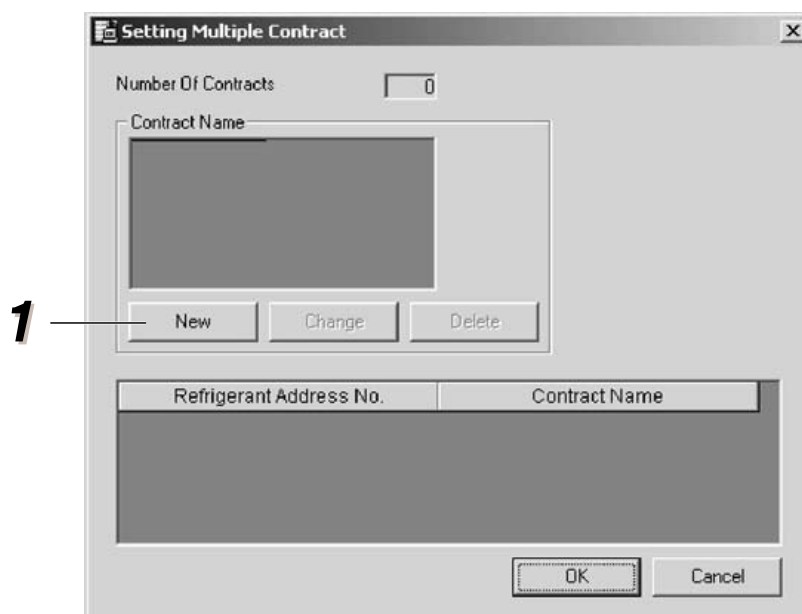 Setting Multiple Contract
Number Of Contracts 0
Contract Name
1
New Change Delete
Refrigerant Address No. Contract Name
OK Cancel